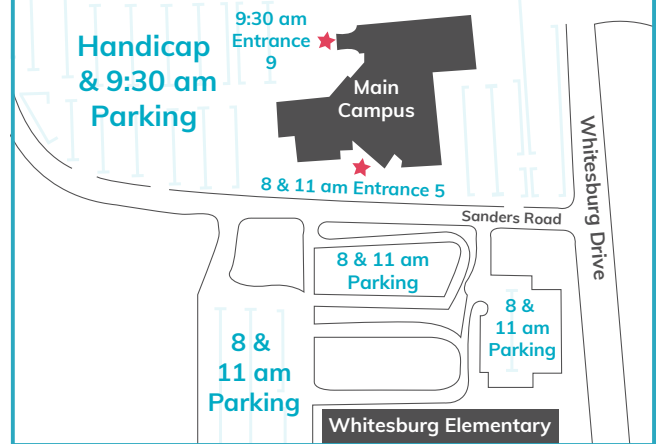 9:30 am
Entrance
9
Handicap
& 9:30 am
Parking
Main
Campus
8 & 11 am Entrance 5
Whitesburg Drive
Sanders Road
8 & 11 am
Parking
8 &
11 am
Parking
8 &
11 am
Parking
Whitesburg Elementary